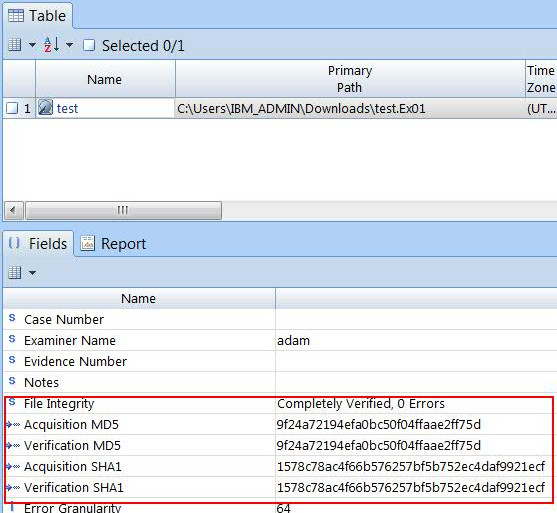 Table
Selected 0/1
Name
Primary
Path
Time
Zone
1 test C:\Users\IBM_ADMIN\Downloads\test.Ex01 (UT...
Fields Report
Name
Case Number
Examiner Name adam
Evidence Number
Notes
File Integrity Completely Verified, 0 Errors
Acquisition MD5 9f24a72194efa0bc50f04ffaae2ff75d
Verification MD5 9f24a72194efa0bc50f04ffaae2ff75d
Acquisition SHA1 1578c78ac4f66b576257bf5b752ec4daf9921ecf
Verification SHA1 1578c78ac4f66b576257bf5b752ec4daf9921ecf
Error Granularity 64